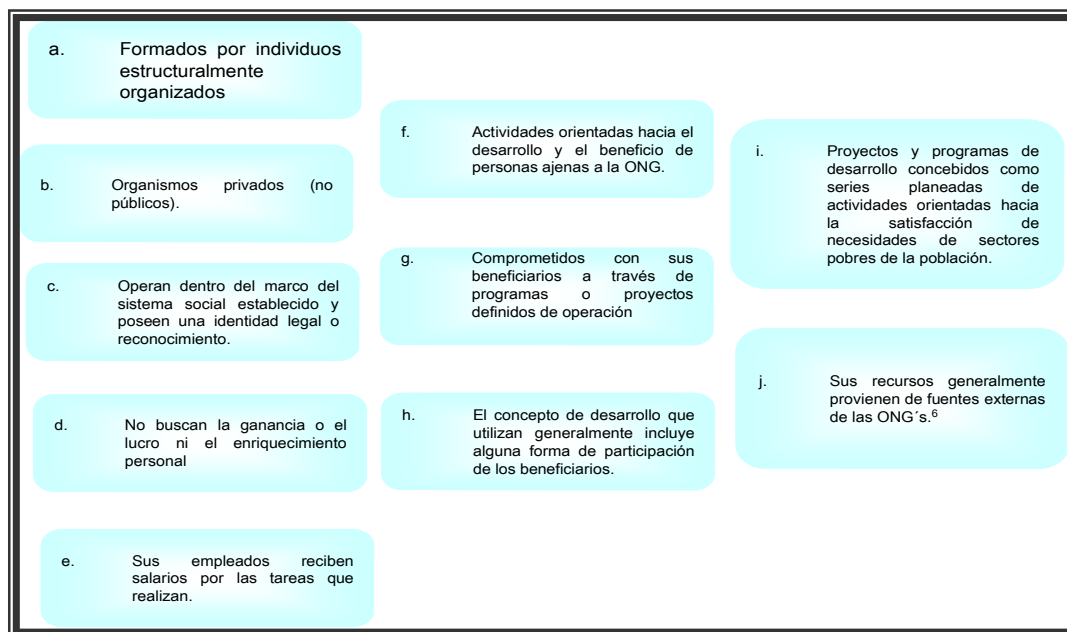 a. Formados por individuos
estructuralmente
organizados
b. Organismos privados (no
públicos).
c. Operan dentro del marco del
sistema social establecido y
poseen una identidad legal o
reconocimiento.
d. No buscan la ganancia o el
lucro ni el enriquecimiento
personal
e. Sus empleados reciben
salarios por las tareas que
realizan.
f. Actividades orientadas hacia el
desarrollo y el beneficio de
personas ajenas a la ONG.
g. Comprometidos con sus
beneficiarios a través de
programas o proyectos
definidos de operación
h. El concepto de desarrollo que
utilizan generalmente incluye
alguna forma de participación
de los beneficiarios.
i. Proyectos y programas de
desarrollo concebidos como
series planeadas de
actividades orientadas hacia
la satisfacción de
necesidades de sectores
pobres de la población.
j. Sus recursos generalmente
provienen de fuentes externas
de las ONG´s.⁶